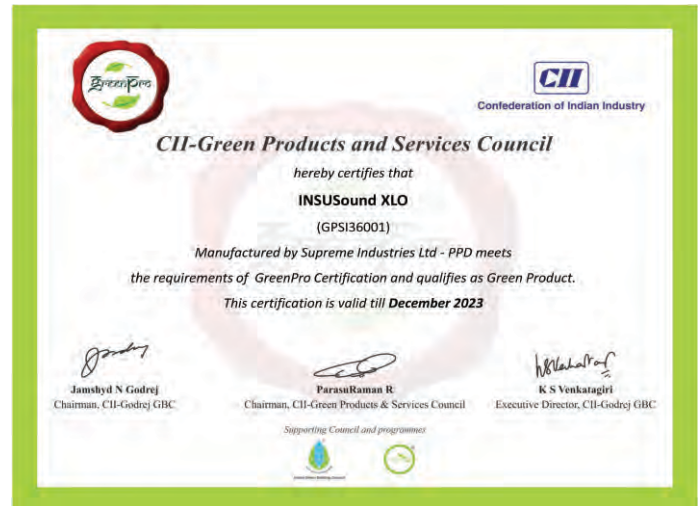 GreenPro
CII
Confederation of Indian Industry
CII-Green Products and Services Council
hereby certifies that
INSUSound XLO
(GPSI36001)
Manufactured by Supreme Industries Ltd - PPD meets
the requirements of GreenPro Certification and qualifies as Green Product.
This certification is valid till December 2023
Jamshyd N Godrej
Chairman, CII-Godrej GBC
ParasuRaman R
Chairman, CII-Green Products & Services Council
K S Venkatagiri
Executive Director, CII-Godrej GBC
Supporting Council and programmes